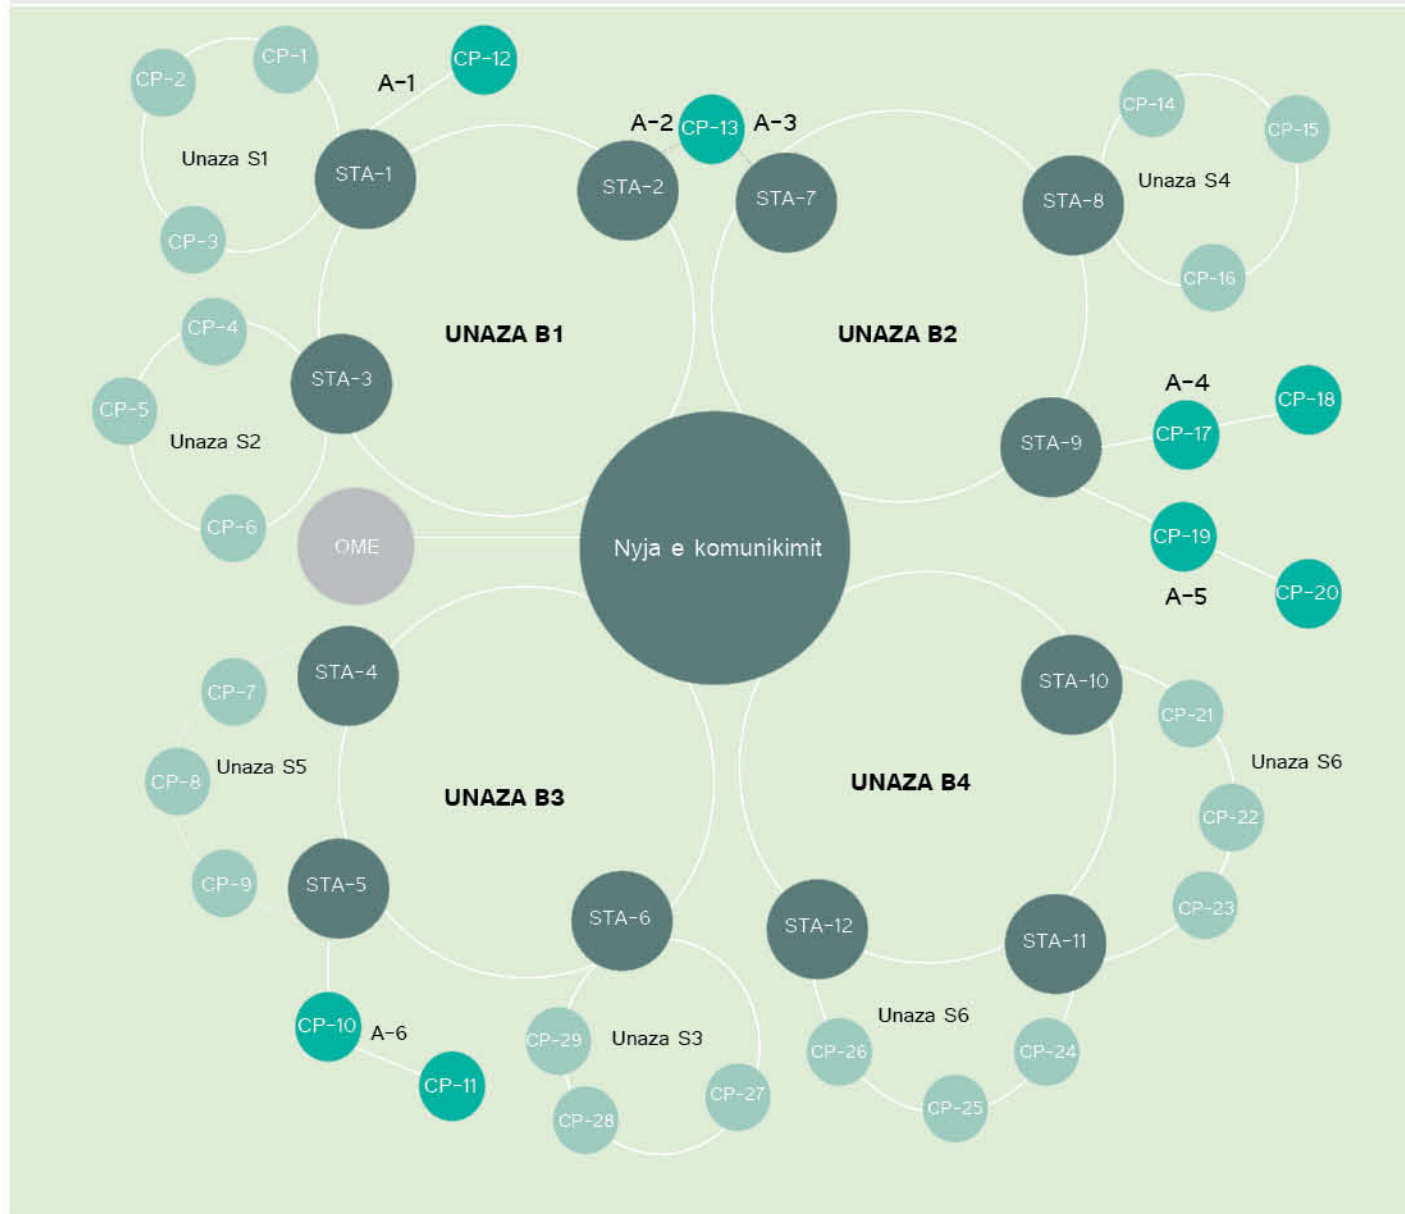 CP-1
CP-2
CP-3
Unaza S1
STA-1
A-1
CP-12
A-2
CP-13
A-3
STA-2
STA-7
STA-8
CP-14
CP-15
Unaza S4
CP-16
UNAZA B1
UNAZA B2
CP-4
CP-5
Unaza S2
CP-6
STA-3
STA-9
A-4
CP-17
CP-18
CP-19
A-5
CP-20
OME
Nyja e komunikimit
STA-4
CP-7
CP-8
Unaza S5
CP-9
STA-5
UNAZA B3
UNAZA B4
STA-10
CP-21
Unaza S6
CP-22
CP-23
STA-6
STA-12
STA-11
CP-10
A-6
CP-11
CP-29
Unaza S3
CP-28
CP-27
Unaza S6
CP-26
CP-24
CP-25